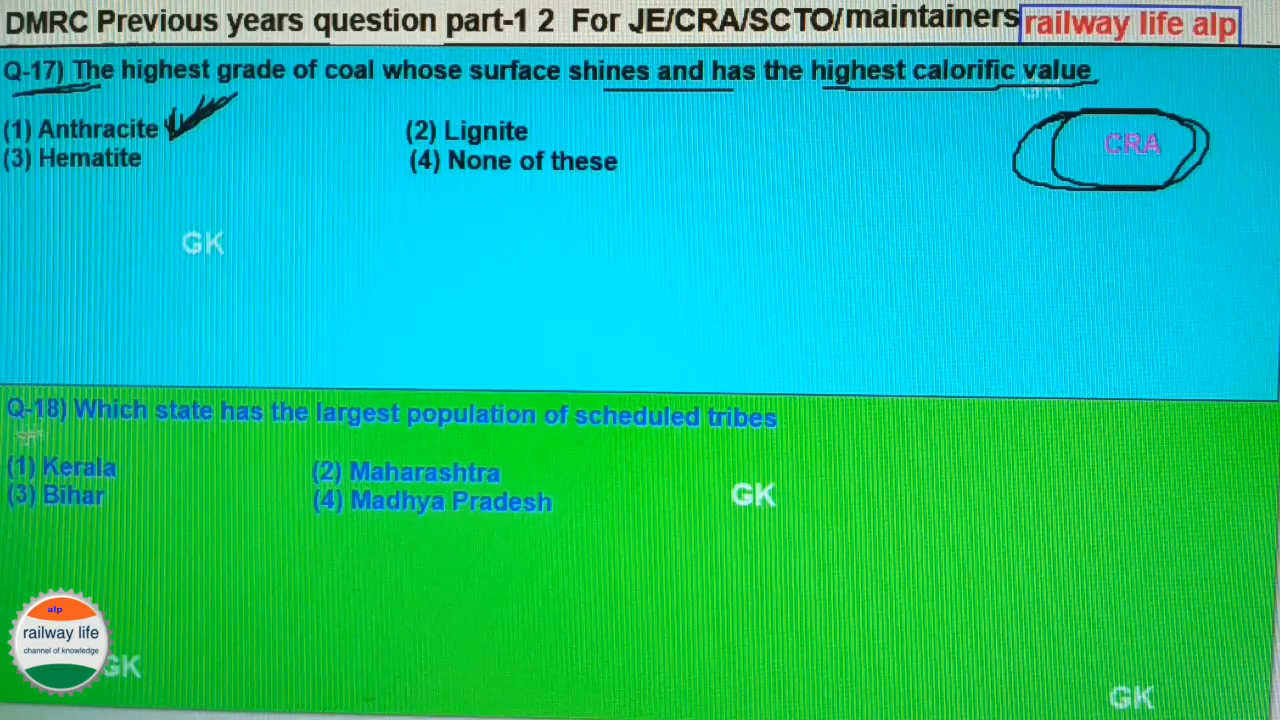 DMRC Previous years question part-1 2 For JE/CRA/SCTO/maintainers railway life alp
Q-17) The highest grade of coal whose surface shines and has the highest calorific value
(1) Anthracite (2) Lignite
(3) Hematite (4) None of these
CRA
GK
Q-18) Which state has the largest population of scheduled tribes
(1) Kerala (2) Maharashtra
(3) Bihar (4) Madhya Pradesh
GK
alp
railway life
channel of knowledge
GK
GK